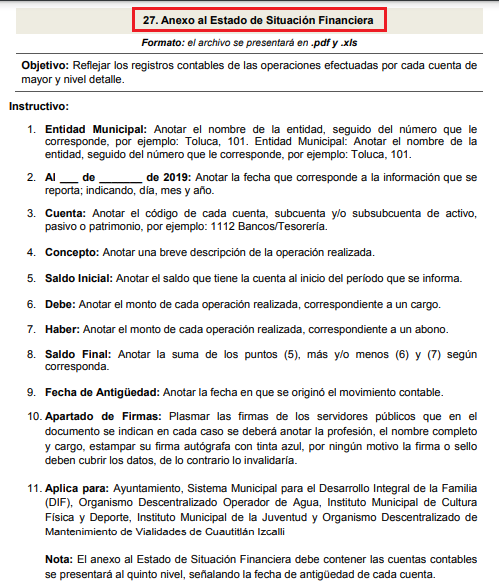 27. Anexo al Estado de Situación Financiera
Formato: el archivo se presentará en .pdf y .xls
Objetivo: Reflejar los registros contables de las operaciones efectuadas por cada cuenta de
mayor y nivel detalle.
Instructivo:
1. Entidad Municipal: Anotar el nombre de la entidad, seguido del número que le
corresponde, por ejemplo: Toluca, 101. Entidad Municipal: Anotar el nombre de la
entidad, seguido del número que le corresponde, por ejemplo: Toluca, 101.
2. Al ___ de _______ de 2019: Anotar la fecha que corresponde a la información que se
reporta; indicando, día, mes y año.
3. Cuenta: Anotar el código de cada cuenta, subcuenta y/o subsubcuenta de activo,
pasivo o patrimonio, por ejemplo: 1112 Bancos/Tesorería.
4. Concepto: Anotar una breve descripción de la operación realizada.
5. Saldo Inicial: Anotar el saldo que tiene la cuenta al inicio del período que se informa.
6. Debe: Anotar el monto de cada operación realizada, correspondiente a un cargo.
7. Haber: Anotar el monto de cada operación realizada, correspondiente a un abono.
8. Saldo Final: Anotar la suma de los puntos (5), más y/o menos (6) y (7) según
corresponda.
9. Fecha de Antigüedad: Anotar la fecha en que se originó el movimiento contable.
10. Apartado de Firmas: Plasmar las firmas de los servidores públicos que en el
documento se indican en cada caso se deberá anotar la profesión, el nombre completo
y cargo, estampar su firma autógrafa con tinta azul, por ningún motivo la firma o sello
deben cubrir los datos, de lo contrario lo invalidaría.
11. Aplica para: Ayuntamiento, Sistema Municipal para el Desarrollo Integral de la Familia
(DIF), Organismo Descentralizado Operador de Agua, Instituto Municipal de Cultura
Física y Deporte, Instituto Municipal de la Juventud y Organismo Descentralizado de
Mantenimiento de Vialidades de Cuautitlán Izcalli
Nota: El anexo al Estado de Situación Financiera debe contener las cuentas contables
se presentará al quinto nivel, señalando la fecha de antigüedad de cada cuenta.